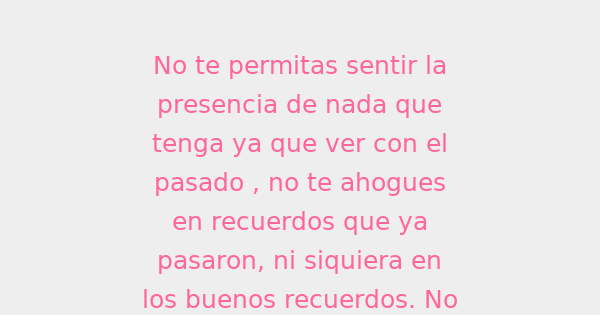 No te permitas sentir la
presencia de nada que
tenga ya que ver con el
pasado , no te ahogues
en recuerdos que ya
pasaron, ni siquiera en
los buenos recuerdos. No